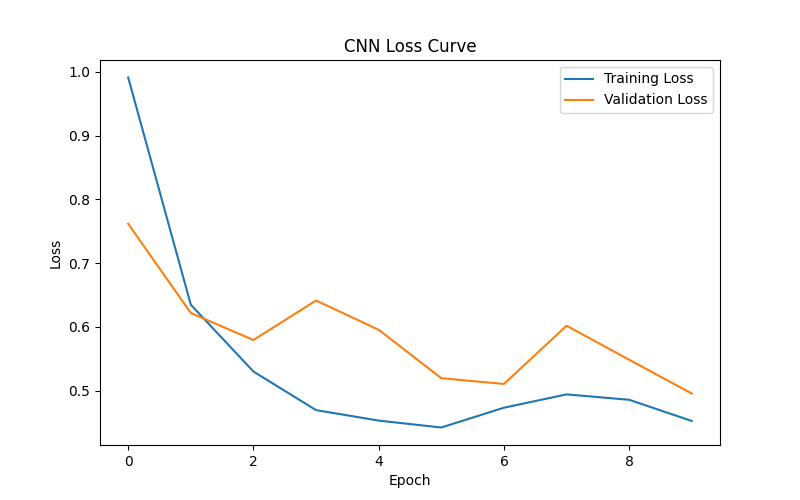 CNN Loss Curve
Training Loss
Validation Loss
1.0
0.9
0.8
0.7
0.6
0.5
Loss
0 2 4 6 8
Epoch